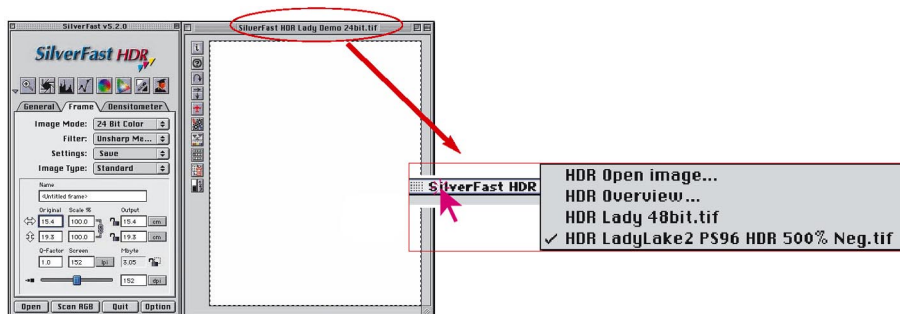 SilverFast v5.2.0
SilverFast HDR
General Frame Densitometer
Image Mode: 24 Bit Color
Filter: Unsharp Me...
Settings: Save
Image Type: Standard
Name
<Untitled frame>
Original Scale % Output
15.4 100.0 15.4 cm
19.3 100.0 19.3 cm
Q-Factor Screen Mbyte
1.0 152 lpi 3.05
152 dpi
Open Scan RGB Quit Option
SilverFast HDR Lady Demo 24bit.tif
SilverFast HDR
HDR Open image...
HDR Overview...
HDR Lady 48bit.tif
✓ HDR LadyLake2 PS96 HDR 500% Neg.tif